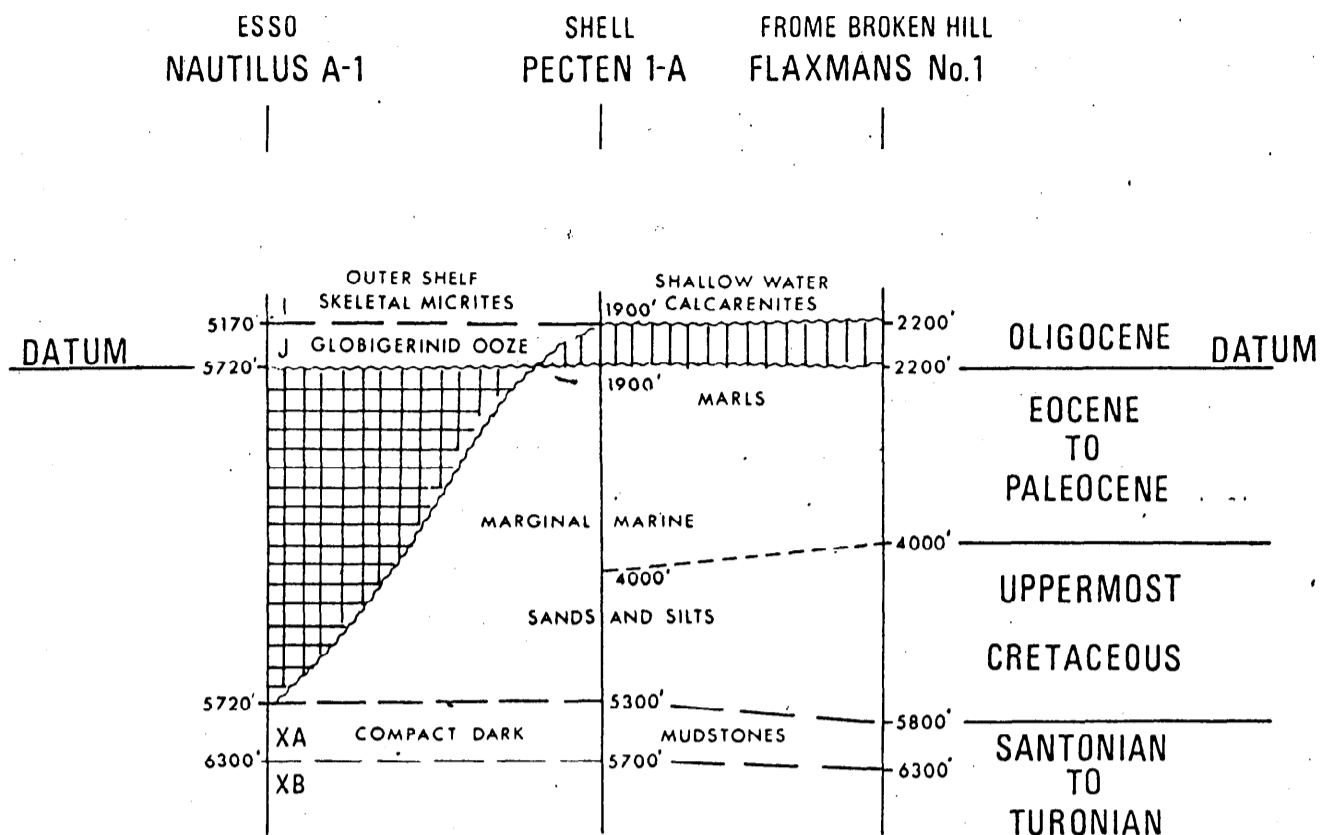 ESSO
NAUTILUS A-1
SHELL
PECTEN 1-A
FROME BROKEN HILL
FLAXMANS No.1
OUTER SHELF
SKELETAL MICRITES
SHALLOW WATER
CALCARENITES
I
1900'
5170'
2200'
OLIGOCENE
DATUM
J
GLOBIGERINID OOZE
DATUM
5720'
1900'
2200'
MARLS
EOCENE
TO
PALEOCENE
MARGINAL MARINE
4000'
4000'
UPPERMOST
CRETACEOUS
SANDS AND SILTS
5720'
5300'
5800'
XA
COMPACT DARK
MUDSTONES
SANTONIAN
TO
TURONIAN
6300'
5700'
6300'
XB